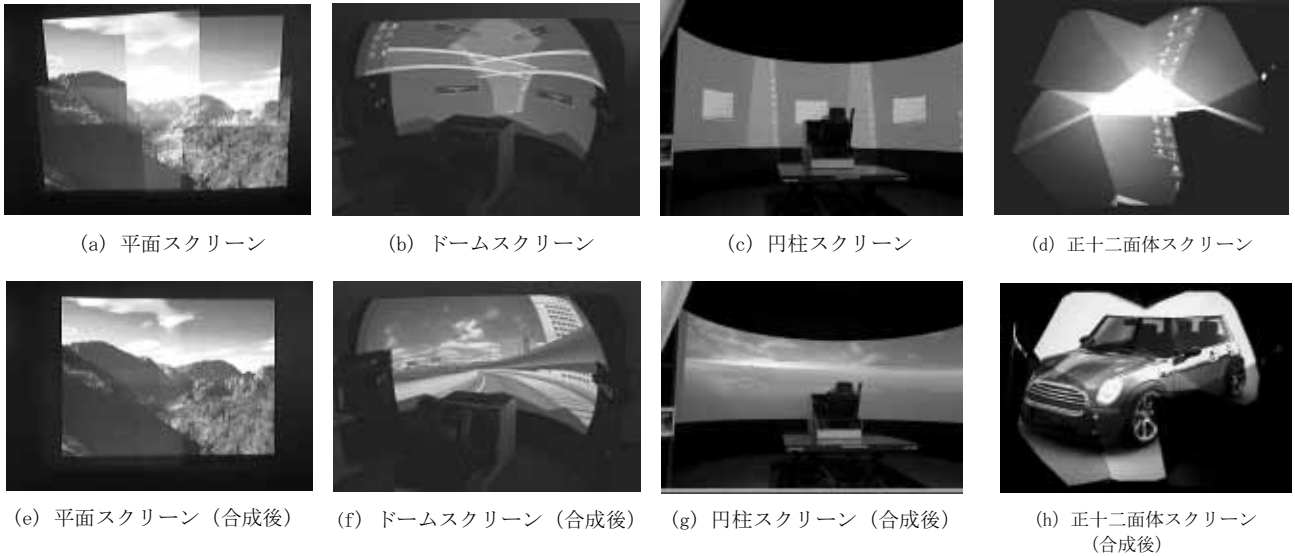 (a) 平面スクリーン
(b) ドームスクリーン
(c) 円柱スクリーン
(d) 正十二面体スクリーン
(e) 平面スクリーン（合成後）
(f) ドームスクリーン（合成後）
(g) 円柱スクリーン（合成後）
(h) 正十二面体スクリーン
（合成後）